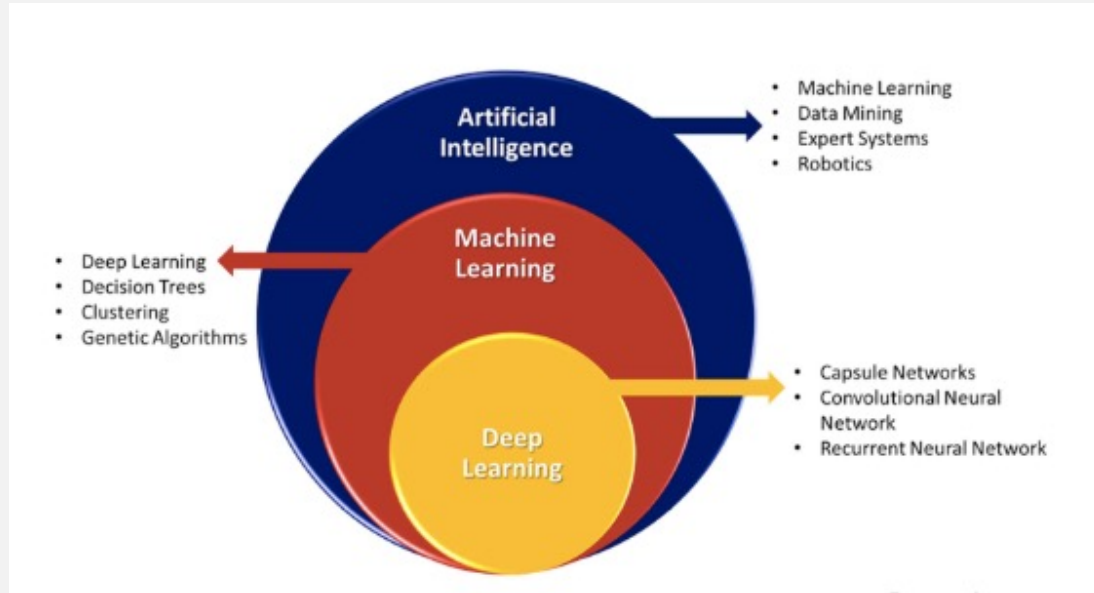 Artificial
Intelligence
• Machine Learning
• Data Mining
• Expert Systems
• Robotics
Machine
Learning
• Deep Learning
• Decision Trees
• Clustering
• Genetic Algorithms
Deep
Learning
• Capsule Networks
• Convolutional Neural
Network
• Recurrent Neural Network